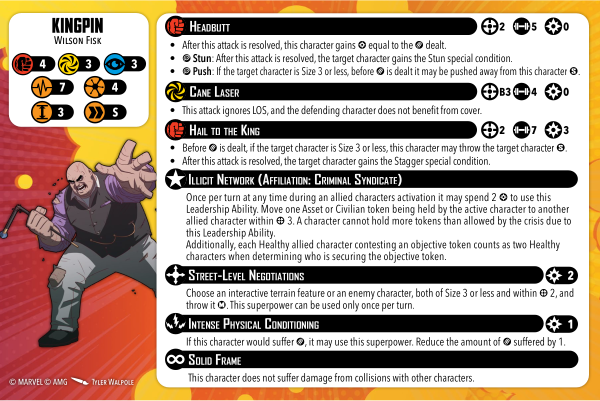 KINGPIN
WILSON FISK
4 3 3
7 4
3 S
HEADBUTT 2 5 0
• After this attack is resolved, this character gains equal to the dealt.
• Stun: After this attack is resolved, the target character gains the Stun special condition.
• Push: If the target character is Size 3 or less, before is dealt it may be pushed away from this character S.
CANE LASER B3 4 0
• This attack ignores LOS, and the defending character does not benefit from cover.
HAIL TO THE KING 2 7 3
• Before is dealt, if the target character is Size 3 or less, this character may throw the target character S.
• After this attack is resolved, the target character gains the Stagger special condition.
ILLICIT NETWORK (AFFILIATION: CRIMINAL SYNDICATE)
Once per turn at any time during an allied characters activation it may spend 2 to use this
Leadership Ability. Move one Asset or Civilian token being held by the active character to another
allied character within 3. A character cannot hold more tokens than allowed by the crisis due to
this Leadership Ability.
Additionally, each Healthy allied character contesting an objective token counts as two Healthy
characters when determining who is securing the objective token.
STREET-LEVEL NEGOTIATIONS 2
Choose an interactive terrain feature or an enemy character, both of Size 3 or less and within 2, and
throw it M. This superpower can be used only once per turn.
INTENSE PHYSICAL CONDITIONING 1
If this character would suffer , it may use this superpower. Reduce the amount of suffered by 1.
SOLID FRAME
This character does not suffer damage from collisions with other characters.
© MARVEL © AMG TYLER WALPOLE